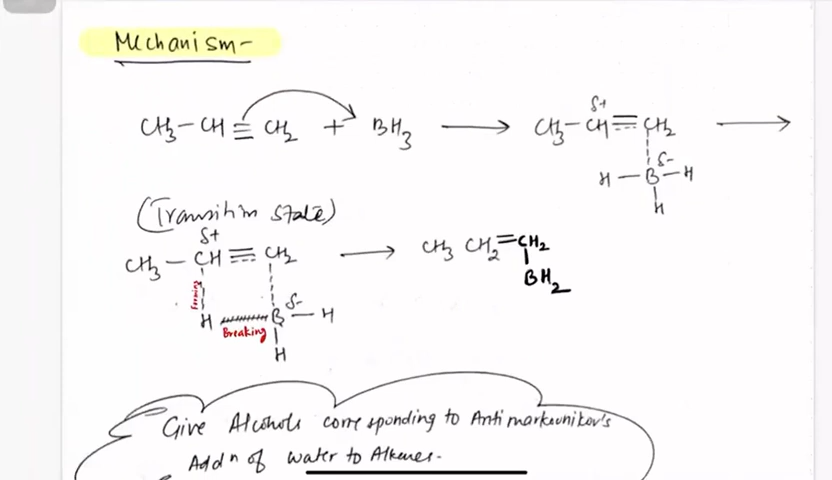 Mechanism-
CH3-CH≡CH2 + BH3 → CH3-CH≡CH2 →
δ+
δ-
H-B-H
H
(Transition state)
δ+
CH3-CH≡CH2 → CH3 CH2=CH2
BH2
Forming
δ-
H B-H
Breaking
H
Give Alcohols corresponding to Antimarkovnikov's
Addn of water to Alkenes.